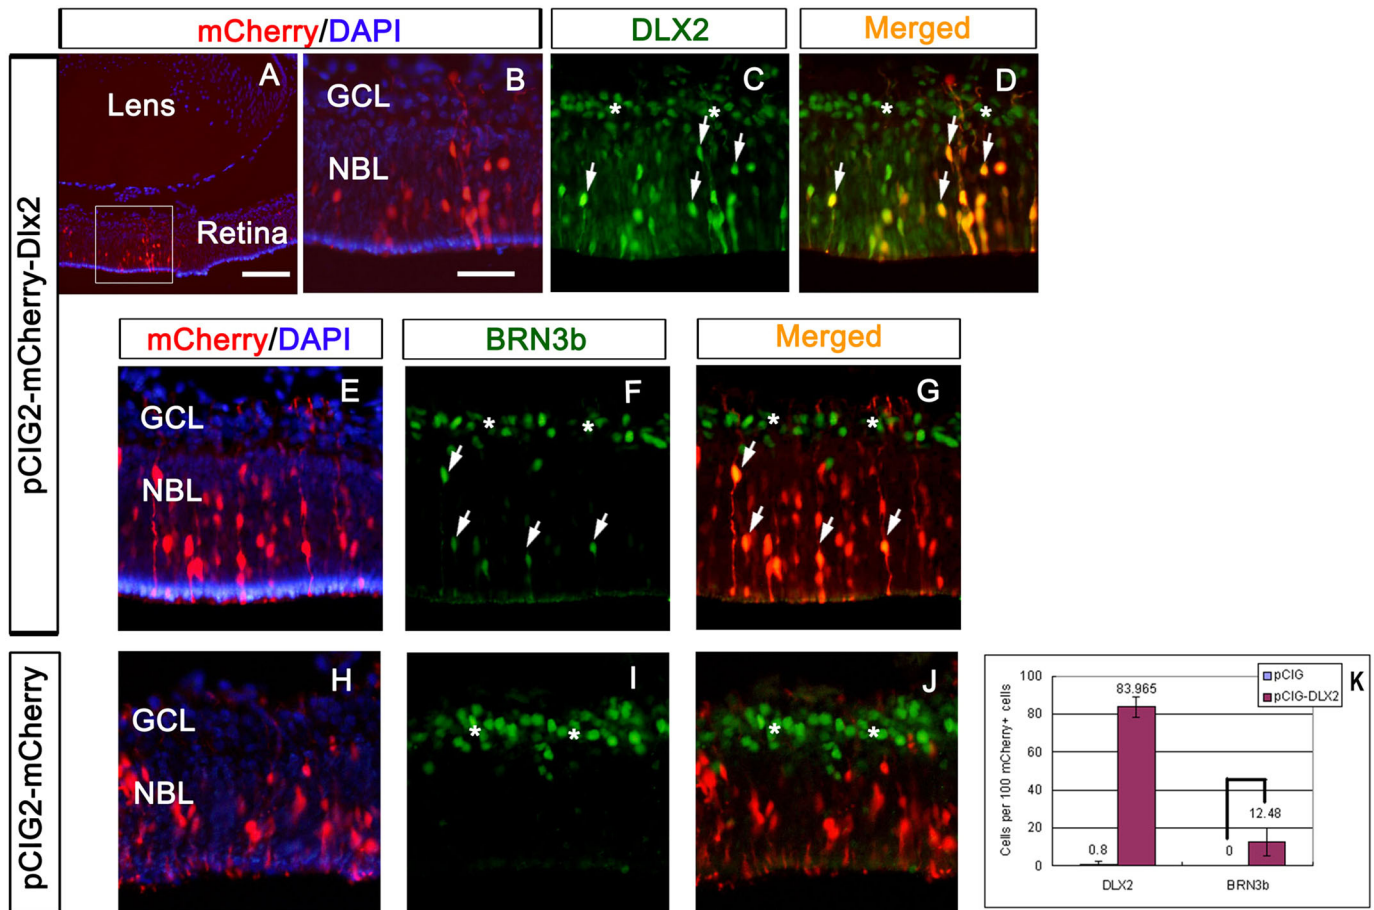 mCherry/DAPI
DLX2
Merged
pCIG2-mCherry-Dlx2
A
Lens
Retina
B
GCL
NBL
C
*
*
D
*
*
mCherry/DAPI
BRN3b
Merged
E
GCL
NBL
F
*
*
G
*
*
pCIG2-mCherry
H
GCL
NBL
I
*
*
J
*
*
K
pCIG
pCIG-DLX2
Cells per 100 mCherry+ cells
100
80
60
40
20
0
83.965
0.8
12.48
0
DLX2
BRN3b